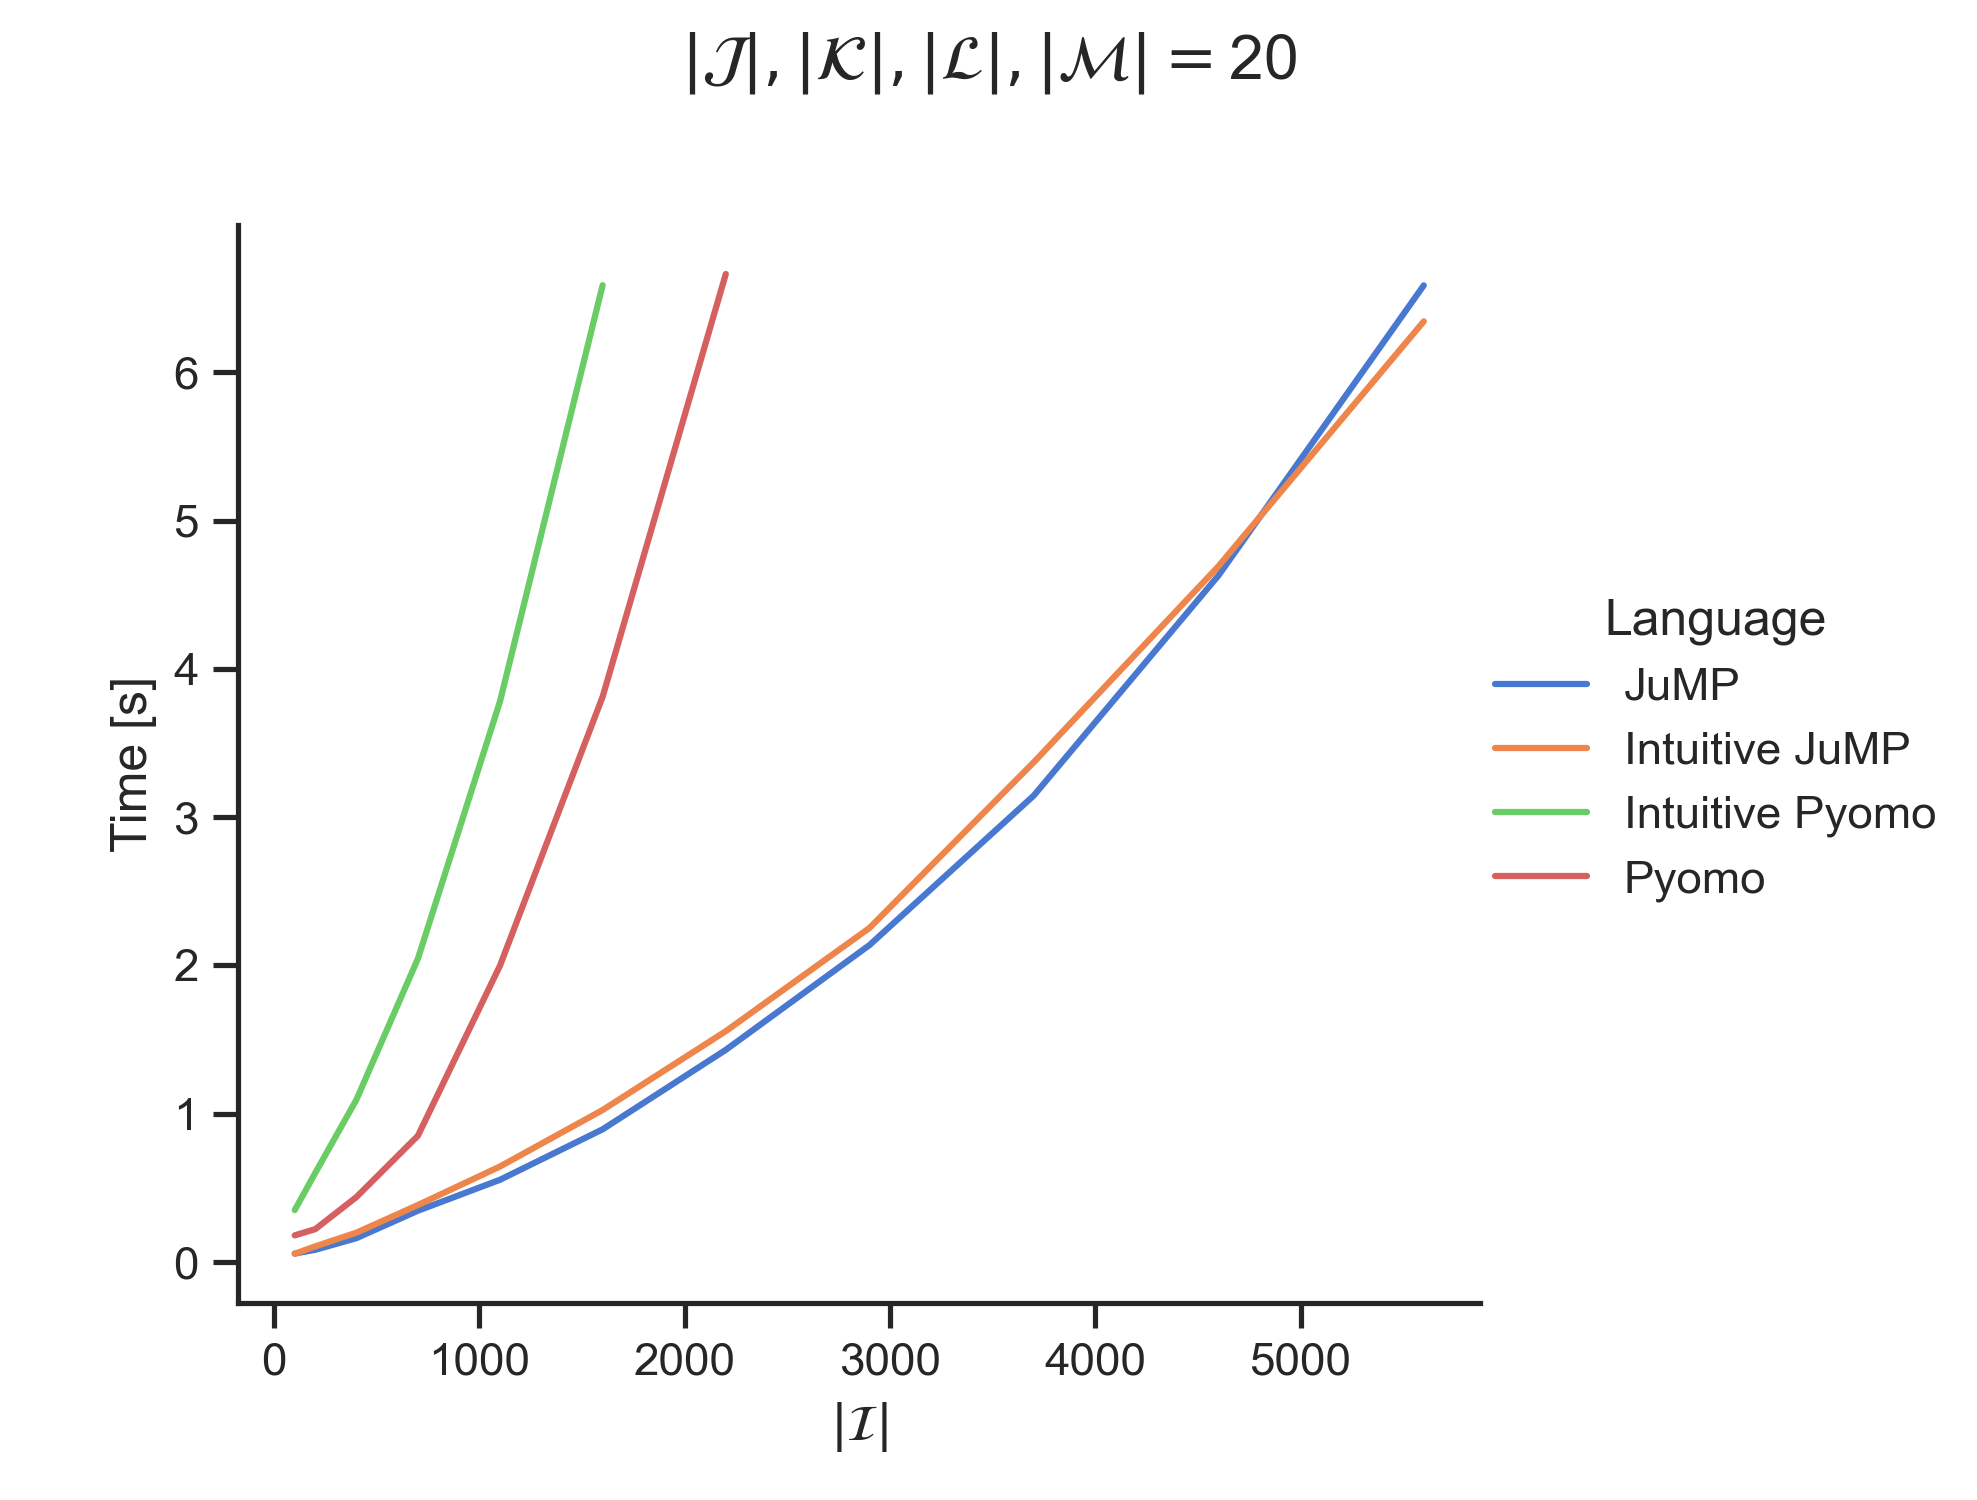 |𝒥|, |𝒦|, |ℒ|, |ℳ| = 20
Time [s]
6
5
4
3
2
1
0
0 1000 2000 3000 4000 5000
|ℐ|
Language
JuMP
Intuitive JuMP
Intuitive Pyomo
Pyomo